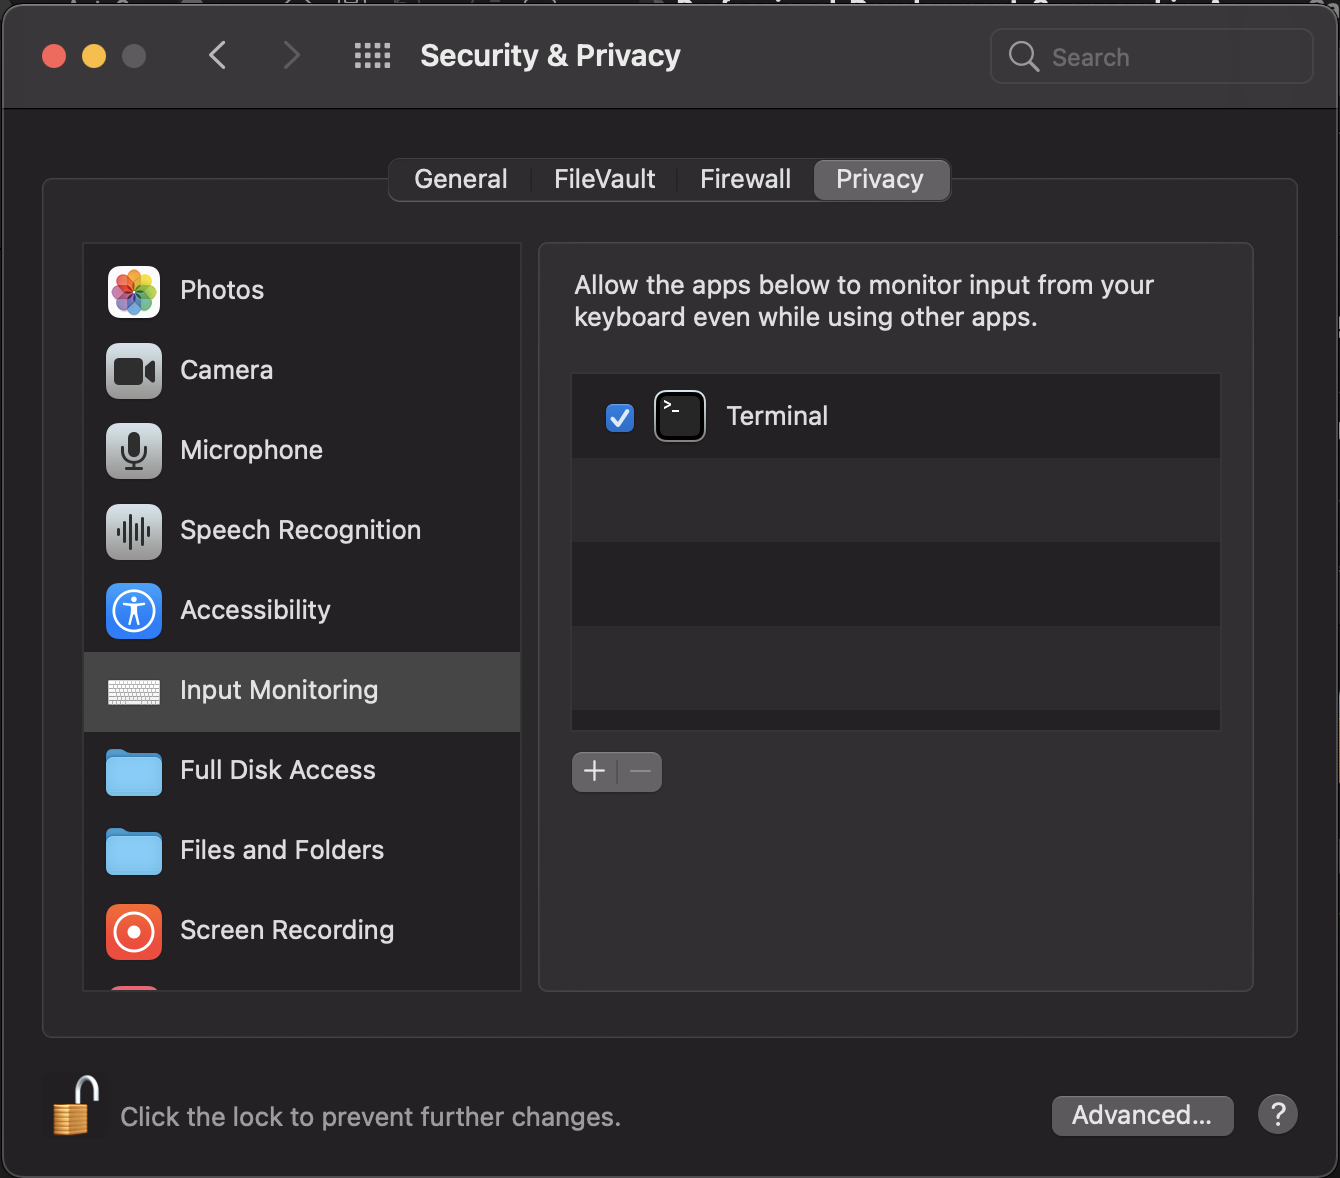 Security & Privacy
Search
General
FileVault
Firewall
Privacy
Photos
Camera
Microphone
Speech Recognition
Accessibility
Input Monitoring
Full Disk Access
Files and Folders
Screen Recording
Allow the apps below to monitor input from your
keyboard even while using other apps.
>_ Terminal
Click the lock to prevent further changes.
Advanced...
?